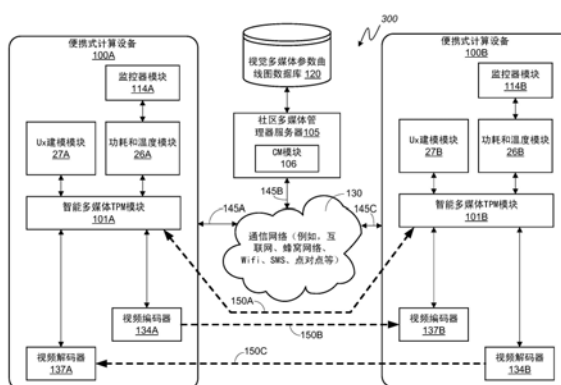 300
便携式计算设备
100A
监控器模块
114A
Ux建模模块
27A
功耗和温度模块
26A
智能多媒体TPM模块
101A
视频编码器
134A
视频解码器
137A
视觉多媒体参数曲
线图数据库 120
社区多媒体管
理器服务器105
CM模块
106
145B
130
145A
145C
通信网络（例如，互
联网、蜂窝网络、
Wifi、SMS、点对点等）
150A
150B
150C
便携式计算设备
100B
监控器模块
114B
Ux建模模块
27B
功耗和温度模块
26B
智能多媒体TPM模块
101B
视频编码器
137B
视频解码器
134B